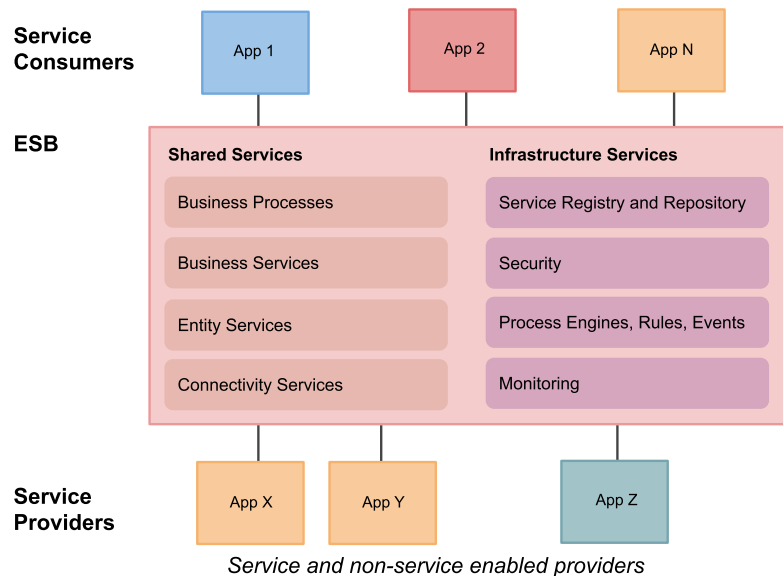 Service
Consumers
App 1
App 2
App N
ESB
Shared Services
Infrastructure Services
Business Processes
Service Registry and Repository
Business Services
Security
Entity Services
Process Engines, Rules, Events
Connectivity Services
Monitoring
Service
Providers
App X
App Y
App Z
Service and non-service enabled providers